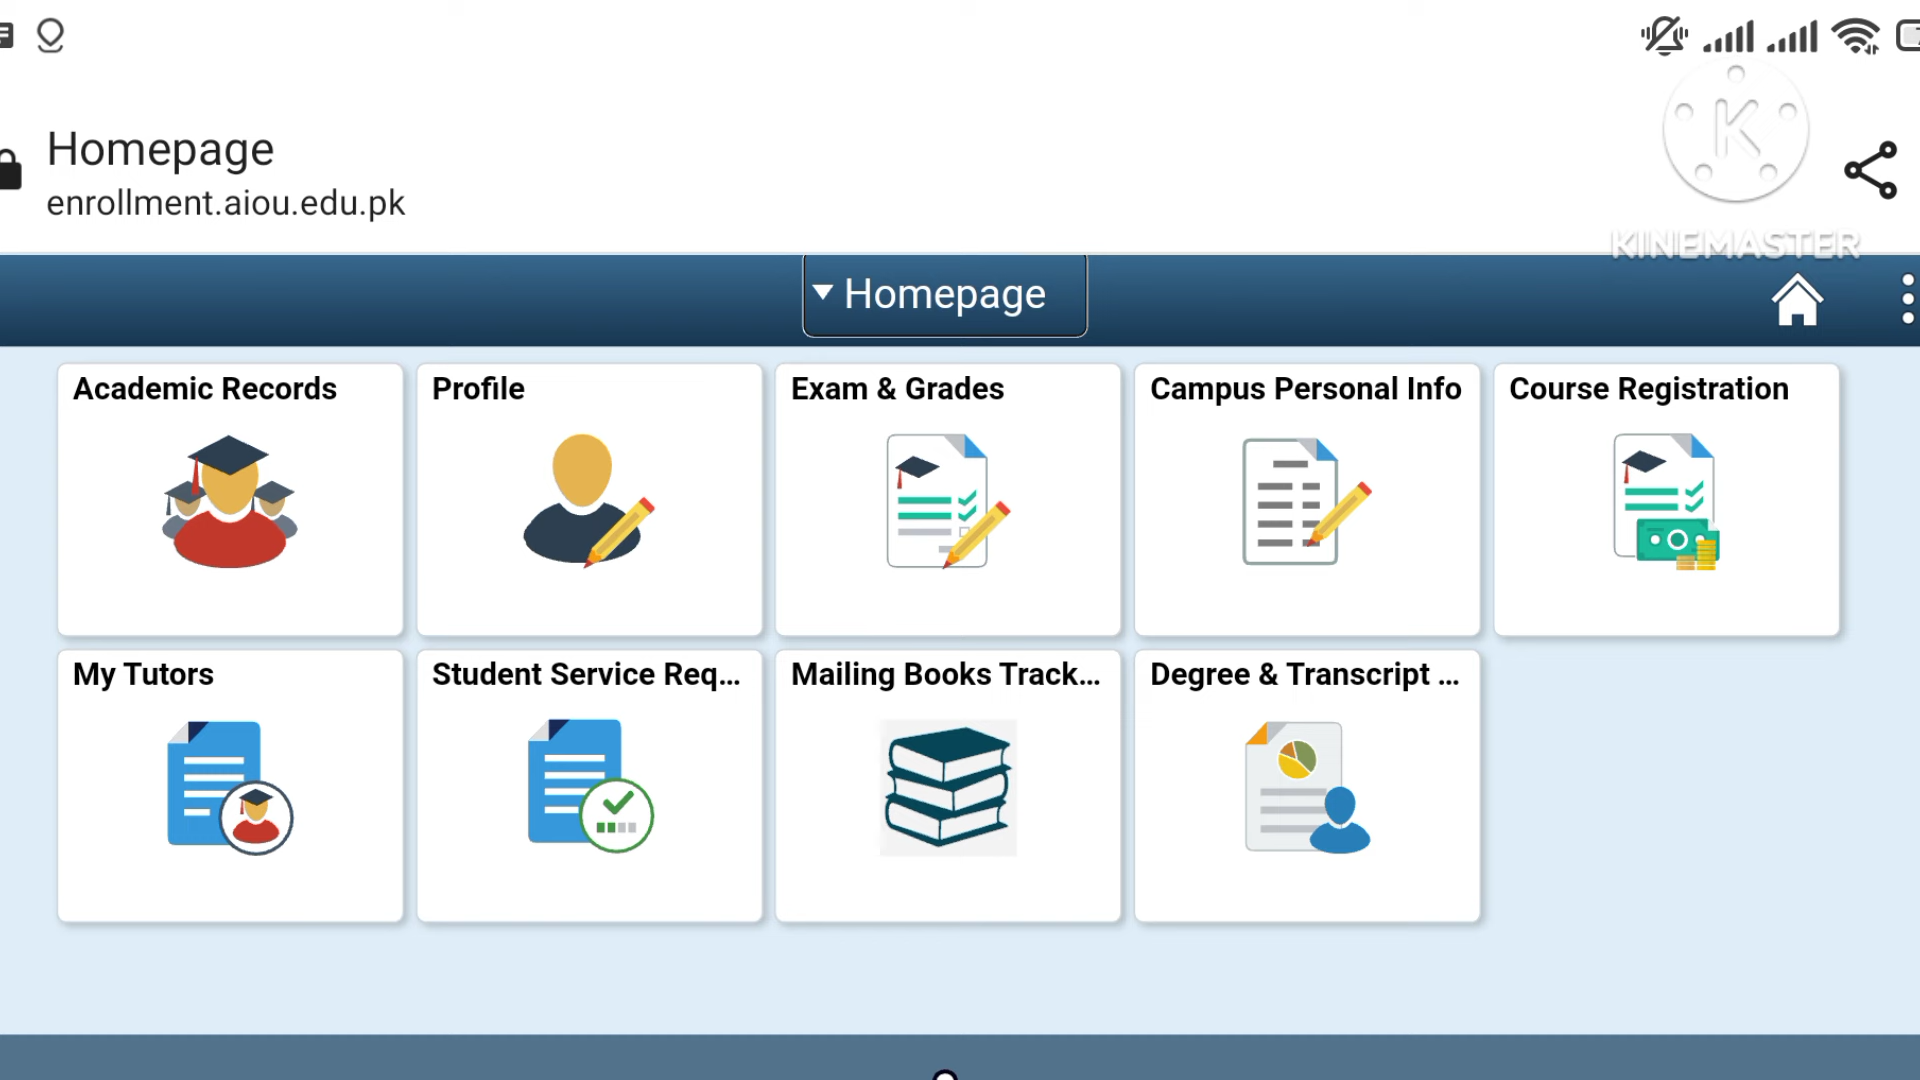 Homepage
enrollment.aiou.edu.pk
K
KINEMASTER
Homepage
Academic Records
Profile
Exam & Grades
Campus Personal Info
Course Registration
My Tutors
Student Service Req...
Mailing Books Track...
Degree & Transcript ...